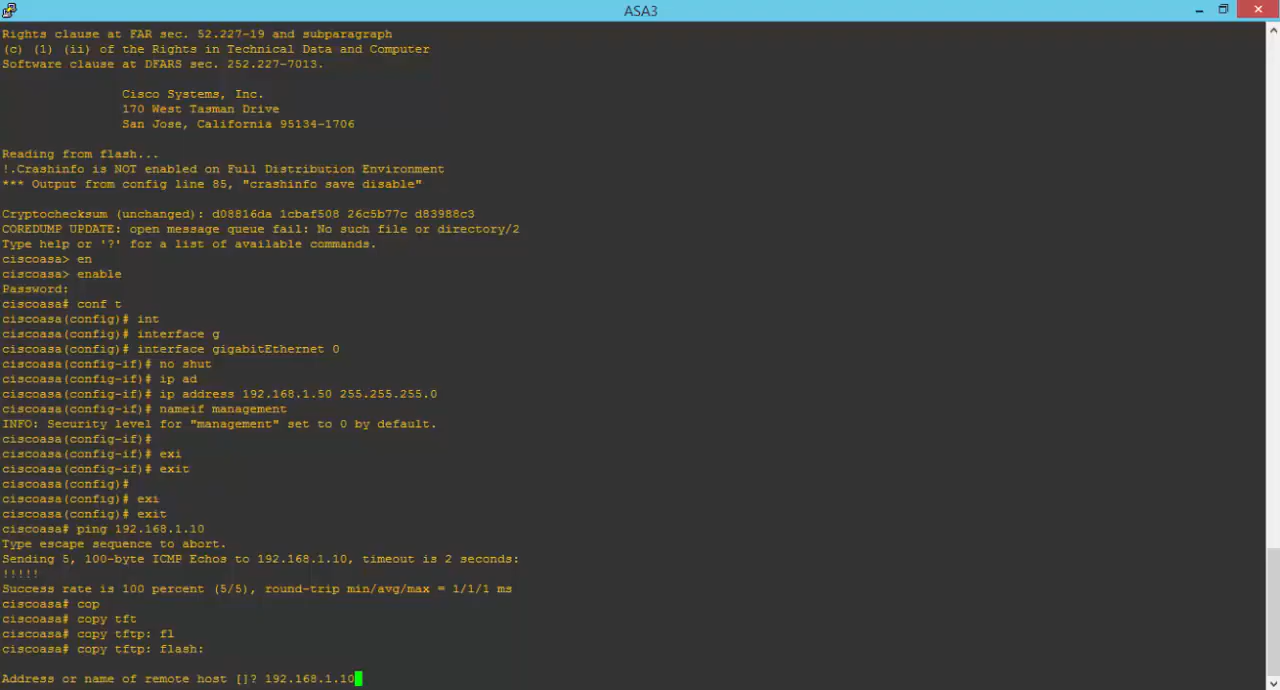 ASA3
Rights clause at FAR sec. 52.227-19 and subparagraph
(c) (1) (ii) of the Rights in Technical Data and Computer
Software clause at DFARS sec. 252.227-7013.
Cisco Systems, Inc.
170 West Tasman Drive
San Jose, California 95134-1706
Reading from flash...
!.Crashinfo is NOT enabled on Full Distribution Environment
*** Output from config line 85, "crashinfo save disable"
Cryptochecksum (unchanged): d08816da 1cbaf508 26c5b77c d83988c3
COREDUMP UPDATE: open message queue fail: No such file or directory/2
Type help or '?' for a list of available commands.
ciscoasa> en
ciscoasa> enable
Password:
ciscoasa# conf t
ciscoasa(config)# int
ciscoasa(config)# interface g
ciscoasa(config)# interface gigabitEthernet 0
ciscoasa(config-if)# no shut
ciscoasa(config-if)# ip ad
ciscoasa(config-if)# ip address 192.168.1.50 255.255.255.0
ciscoasa(config-if)# nameif management
INFO: Security level for "management" set to 0 by default.
ciscoasa(config-if)#
ciscoasa(config-if)# exi
ciscoasa(config-if)# exit
ciscoasa(config)#
ciscoasa(config)# exi
ciscoasa(config)# exit
ciscoasa# ping 192.168.1.10
Type escape sequence to abort.
Sending 5, 100-byte ICMP Echos to 192.168.1.10, timeout is 2 seconds:
!!!!!
Success rate is 100 percent (5/5), round-trip min/avg/max = 1/1/1 ms
ciscoasa# cop
ciscoasa# copy tft
ciscoasa# copy tftp: fl
ciscoasa# copy tftp: flash:
Address or name of remote host []? 192.168.1.10